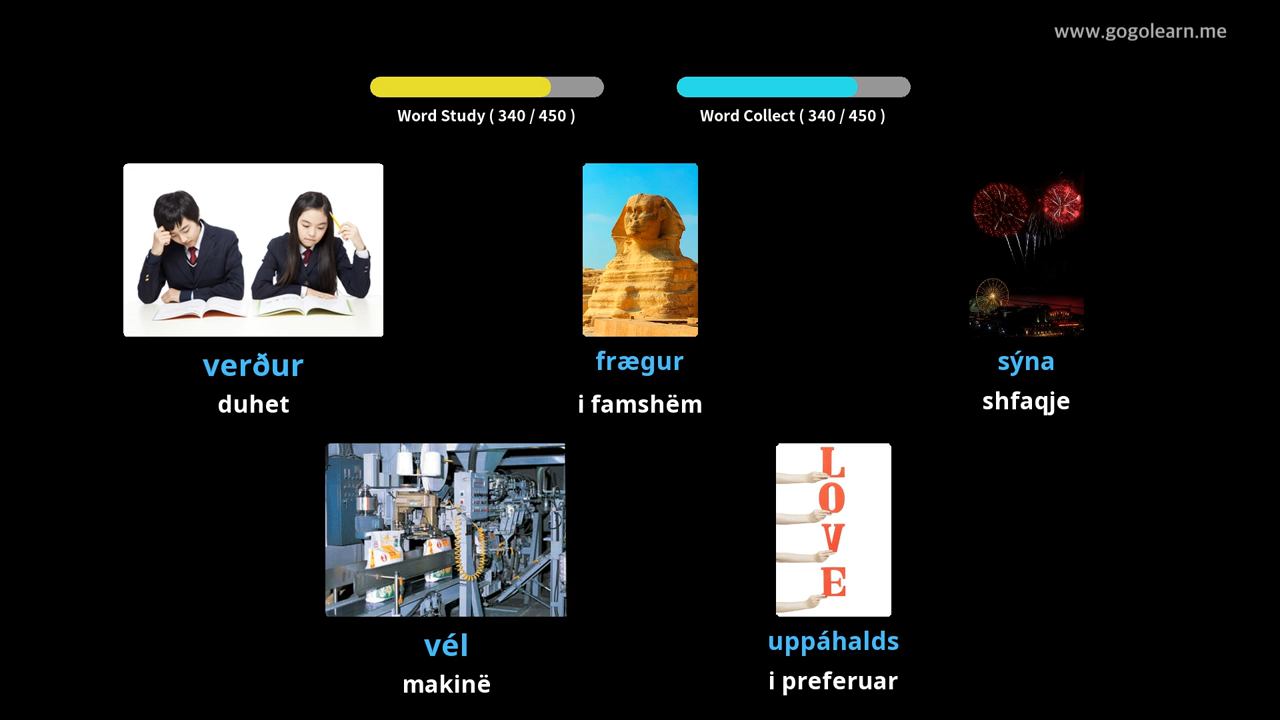 www.gogolearn.me
Word Study ( 340 / 450 )
Word Collect ( 340 / 450 )
verður
duhet
frægur
i famshëm
sýna
shfaqje
LOVE
vél
makinë
uppáhalds
i preferuar